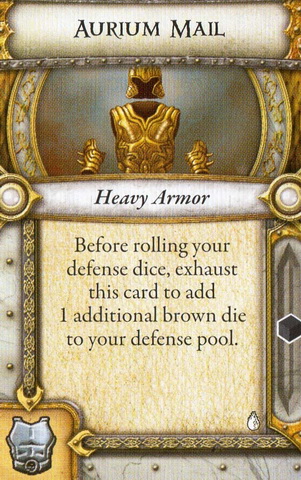 Aurium Mail
Heavy Armor
Before rolling your
defense dice, exhaust
this card to add
1 additional brown die
to your defense pool.